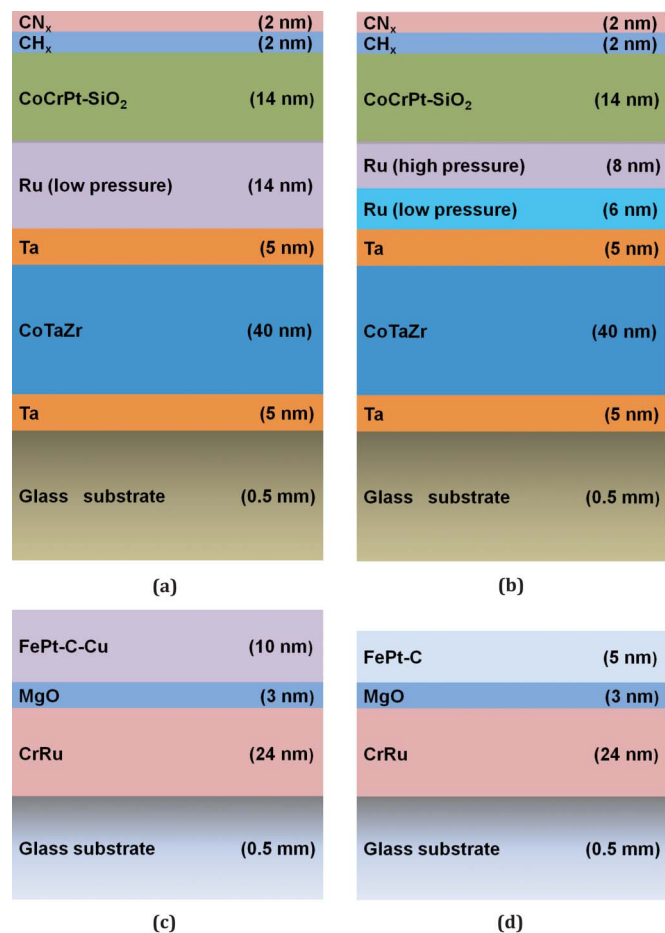 CNx (2 nm)
CHx (2 nm)
CoCrPt-SiO2 (14 nm)
Ru (low pressure) (14 nm)
Ta (5 nm)
CoTaZr (40 nm)
Ta (5 nm)
Glass substrate (0.5 mm)
(a)
CNx (2 nm)
CHx (2 nm)
CoCrPt-SiO2 (14 nm)
Ru (high pressure) (8 nm)
Ru (low pressure) (6 nm)
Ta (5 nm)
CoTaZr (40 nm)
Ta (5 nm)
Glass substrate (0.5 mm)
(b)
FePt-C-Cu (10 nm)
MgO (3 nm)
CrRu (24 nm)
Glass substrate (0.5 mm)
(c)
FePt-C (5 nm)
MgO (3 nm)
CrRu (24 nm)
Glass substrate (0.5 mm)
(d)